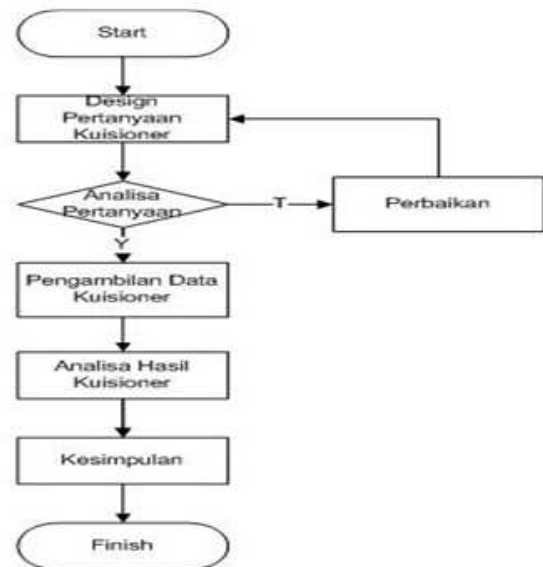 Start
Design
Pertanyaan
Kuisioner
Analisa
Pertanyaan
T
Perbaikan
Y
Pengambilan Data
Kuisioner
Analisa Hasil
Kuisioner
Kesimpulan
Finish